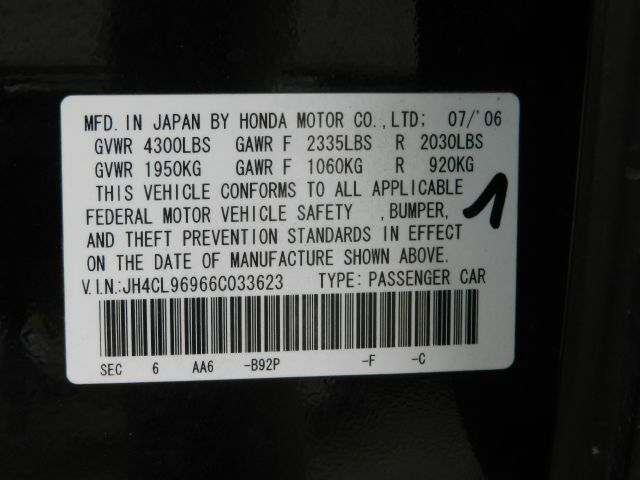 MFD. IN JAPAN BY HONDA MOTOR CO., LTD; 07/'06
GVWR 4300LBS GAWR F 2335LBS R 2030LBS
GVWR 1950KG GAWR F 1060KG R 920KG
THIS VEHICLE CONFORMS TO ALL APPLICABLE
FEDERAL MOTOR VEHICLE SAFETY ,BUMPER,
AND THEFT PREVENTION STANDARDS IN EFFECT
ON THE DATE OF MANUFACTURE SHOWN ABOVE.
V.I.N.:JH4CL96966C033623 TYPE: PASSENGER CAR
SEC 6 AA6 -B92P -F -C
1